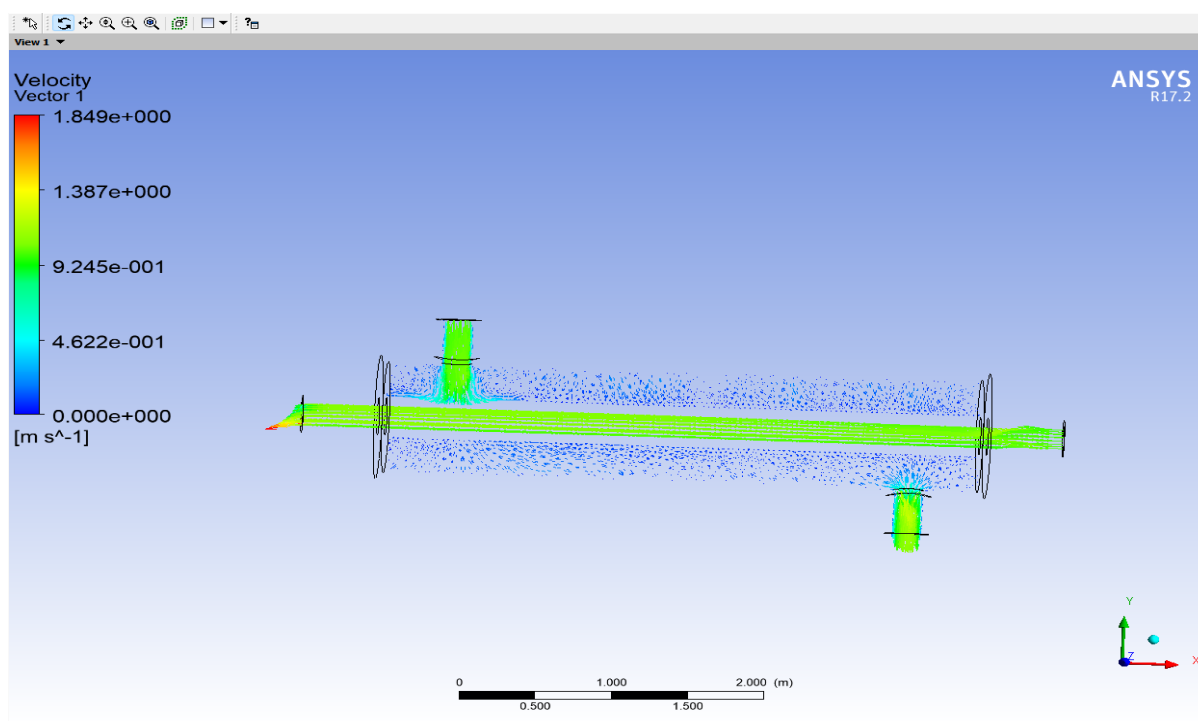 View 1
Velocity
Vector 1
1.849e+000
1.387e+000
9.245e-001
4.622e-001
0.000e+000
[m s^-1]
ANSYS
R17.2
0 1.000 2.000 (m)
0.500 1.500
Y
Z
X